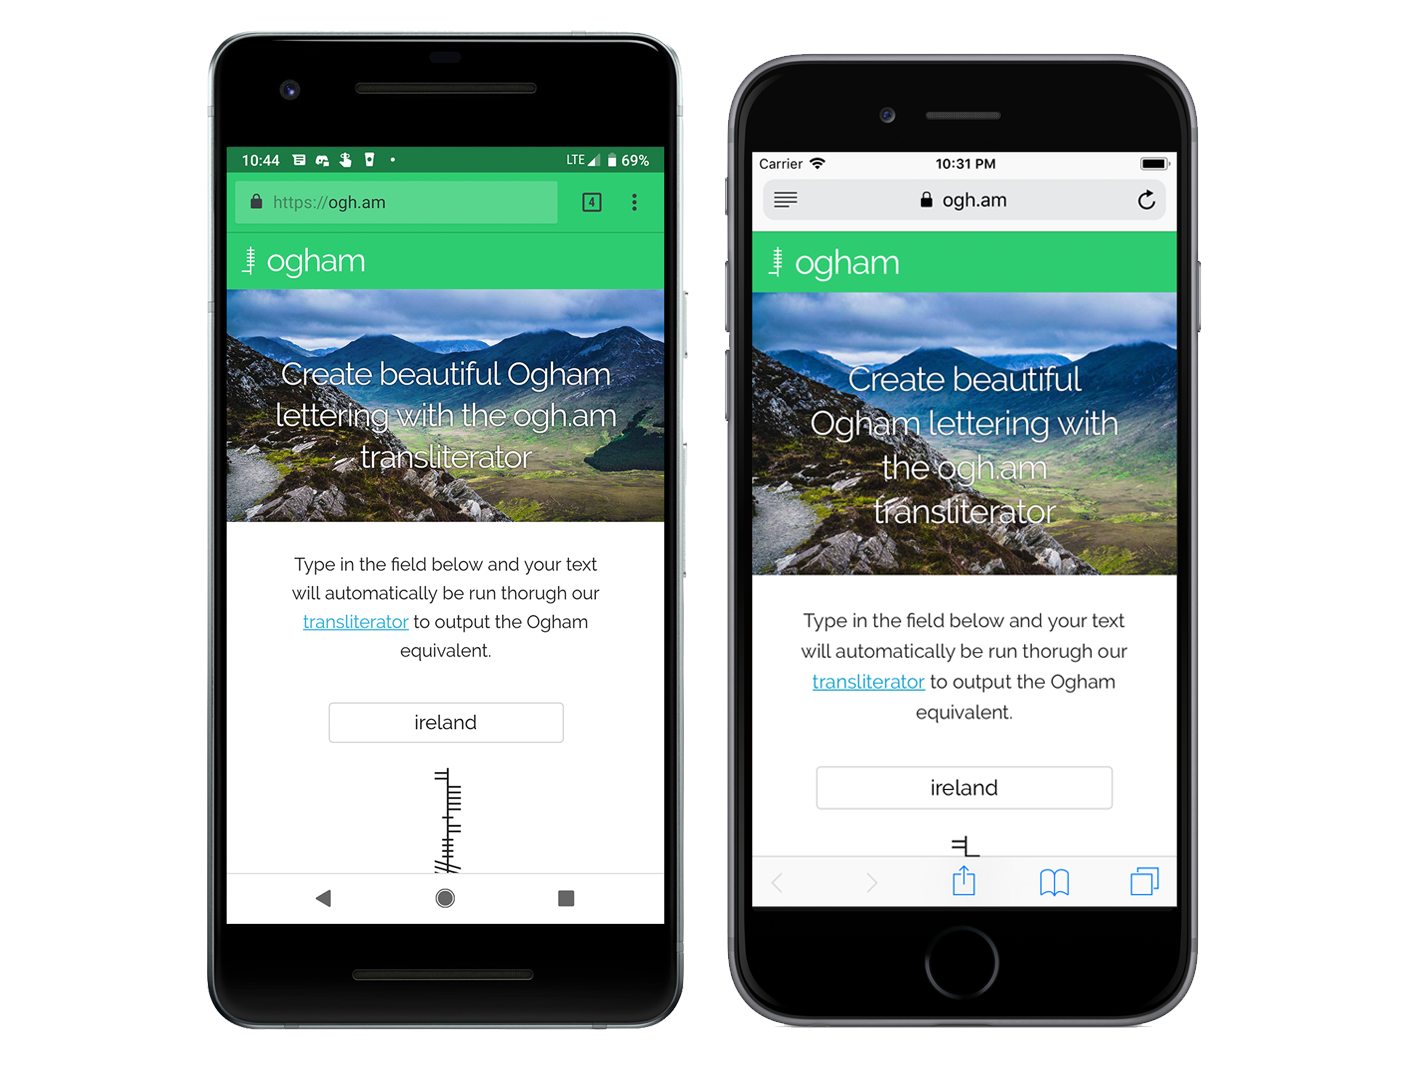 10:44
LTE
69%
https://ogh.am
4
ogham
Create beautiful Ogham
lettering with the ogh.am
transliterator
Type in the field below and your text
will automatically be run thorugh our
transliterator to output the Ogham
equivalent.
ireland
Carrier
10:31 PM
ogh.am
ogham
Create beautiful
Ogham lettering with
the ogh.am
transliterator
Type in the field below and your text
will automatically be run thorugh our
transliterator to output the Ogham
equivalent.
ireland